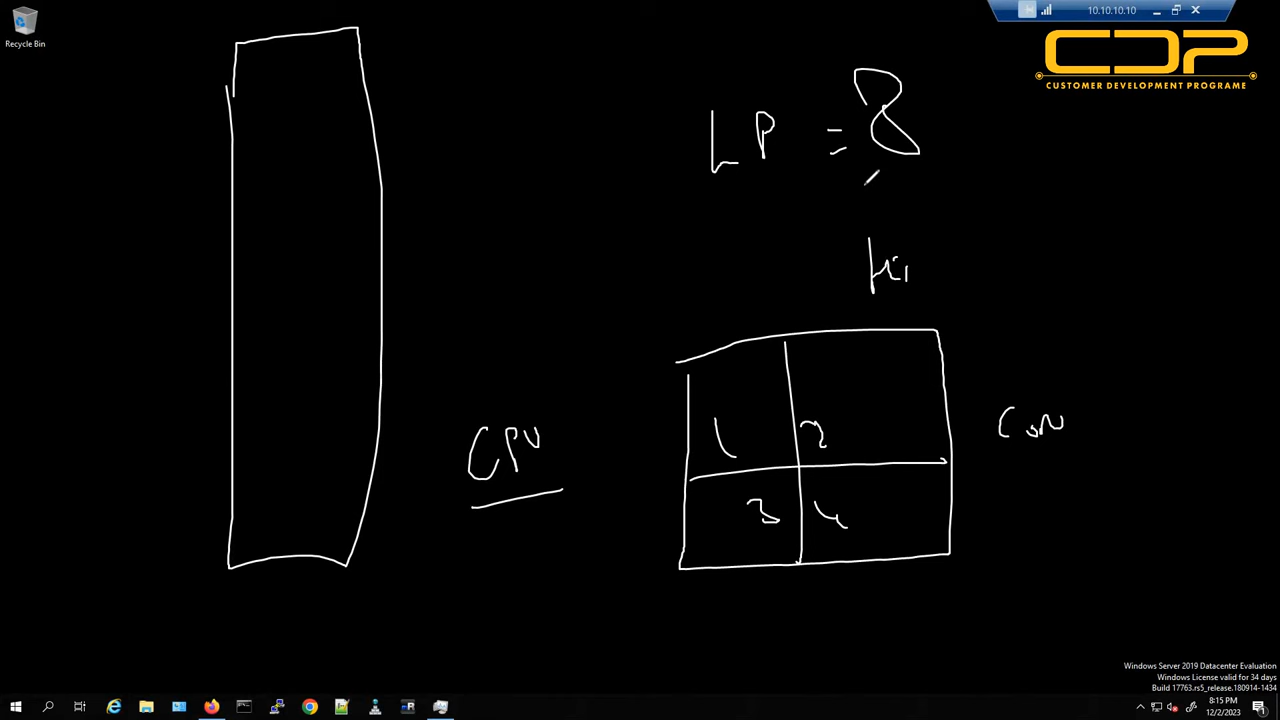 10.10.10.10
Recycle Bin
CDP
CUSTOMER DEVELOPMENT PROGRAME
LP = 8
CPU
1 2
3 4
Windows Server 2019 Datacenter Evaluation
Windows License valid for 34 days
Build 17763.rs5_release.180914-1434
8:15 PM
12/2/2023